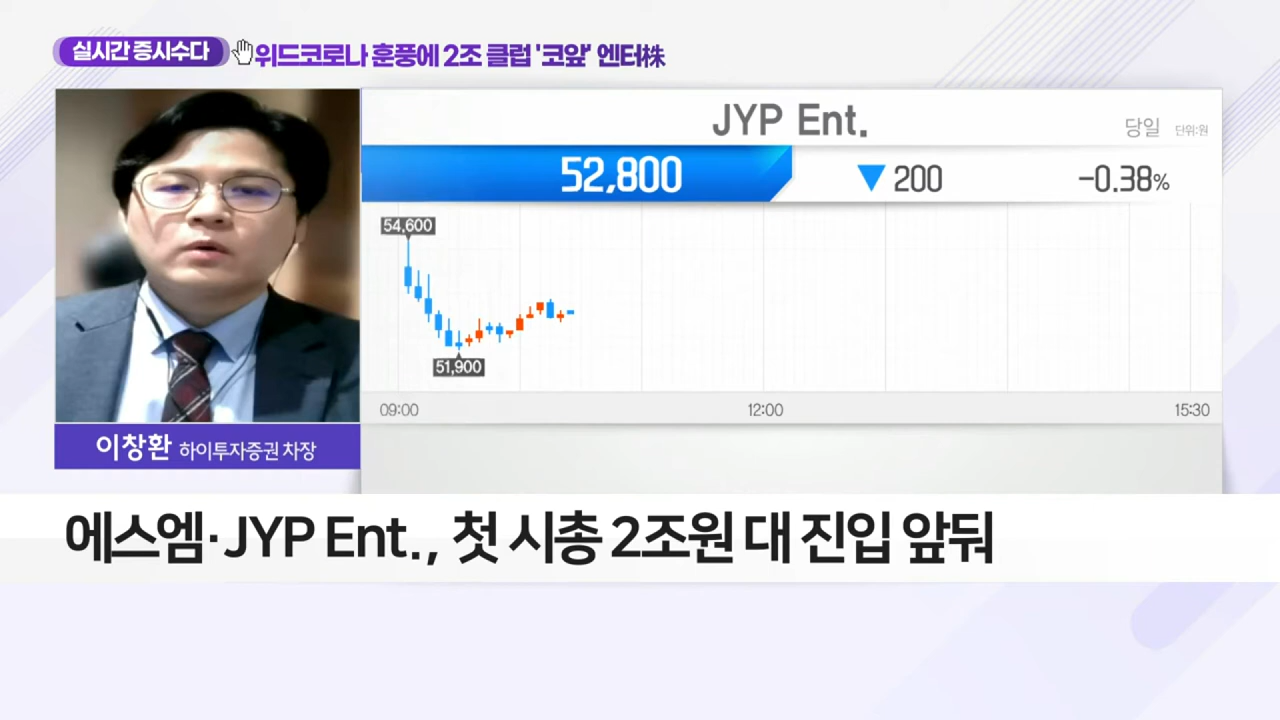 실시간 증시수다 위드코로나 훈풍에 2조 클럽 '코앞' 엔터株
JYP Ent.
당일 단위:원
52,800 ▼ 200 -0.38%
54,600
51,900
09:00 12:00 15:30
이창환 하이투자증권 차장
에스엠·JYP Ent., 첫 시총 2조원 대 진입 앞둬